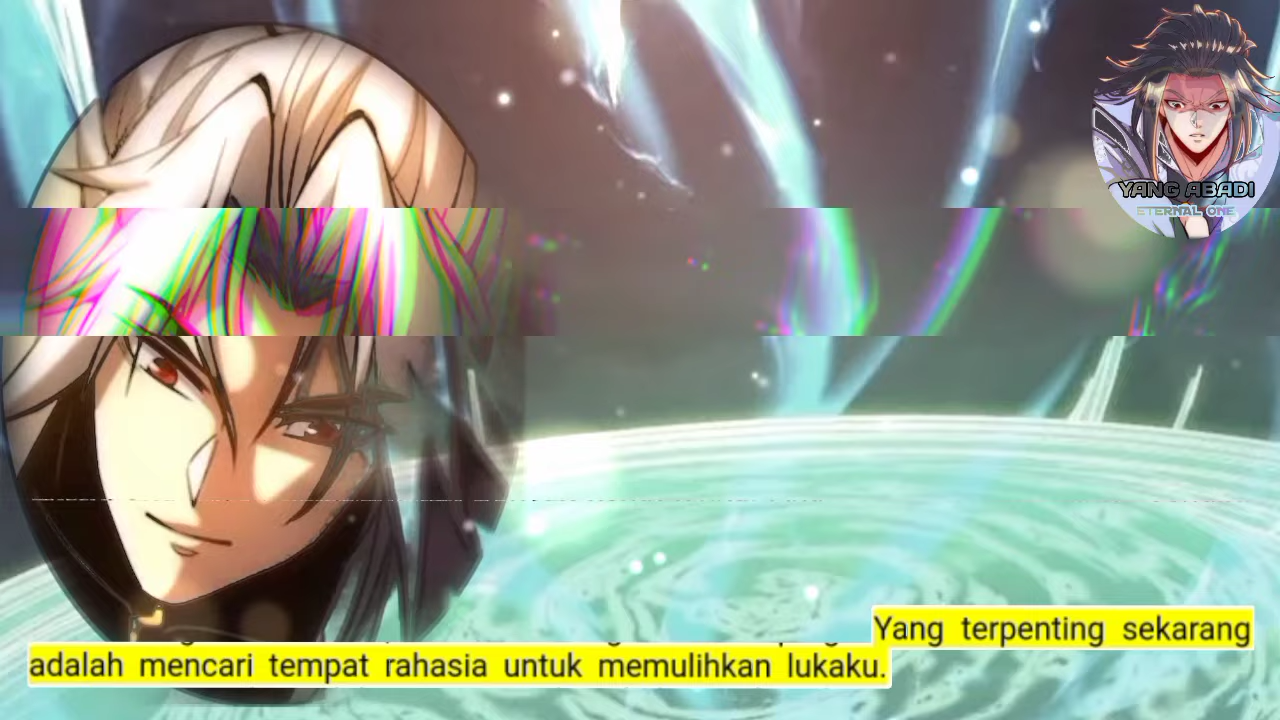 YANG ABADI
ETERNAL ONE
Yang terpenting sekarang
adalah mencari tempat rahasia untuk memulihkan lukaku.